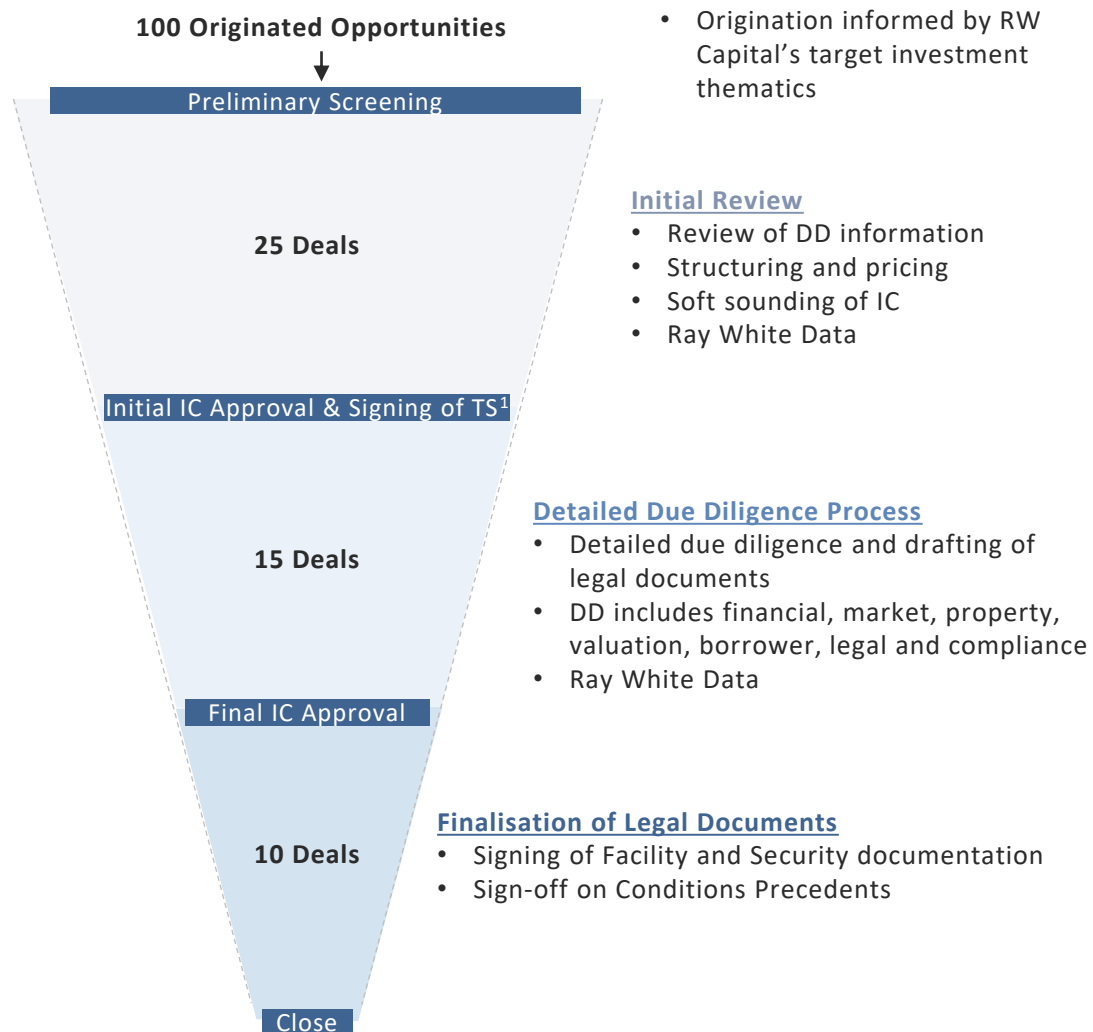 100 Originated Opportunities
• Origination informed by RW
Capital’s target investment
thematics
Preliminary Screening
25 Deals
Initial Review
• Review of DD information
• Structuring and pricing
• Soft sounding of IC
• Ray White Data
Initial IC Approval & Signing of TS¹
15 Deals
Detailed Due Diligence Process
• Detailed due diligence and drafting of
legal documents
• DD includes financial, market, property,
valuation, borrower, legal and compliance
• Ray White Data
Final IC Approval
10 Deals
Finalisation of Legal Documents
• Signing of Facility and Security documentation
• Sign-off on Conditions Precedents
Close